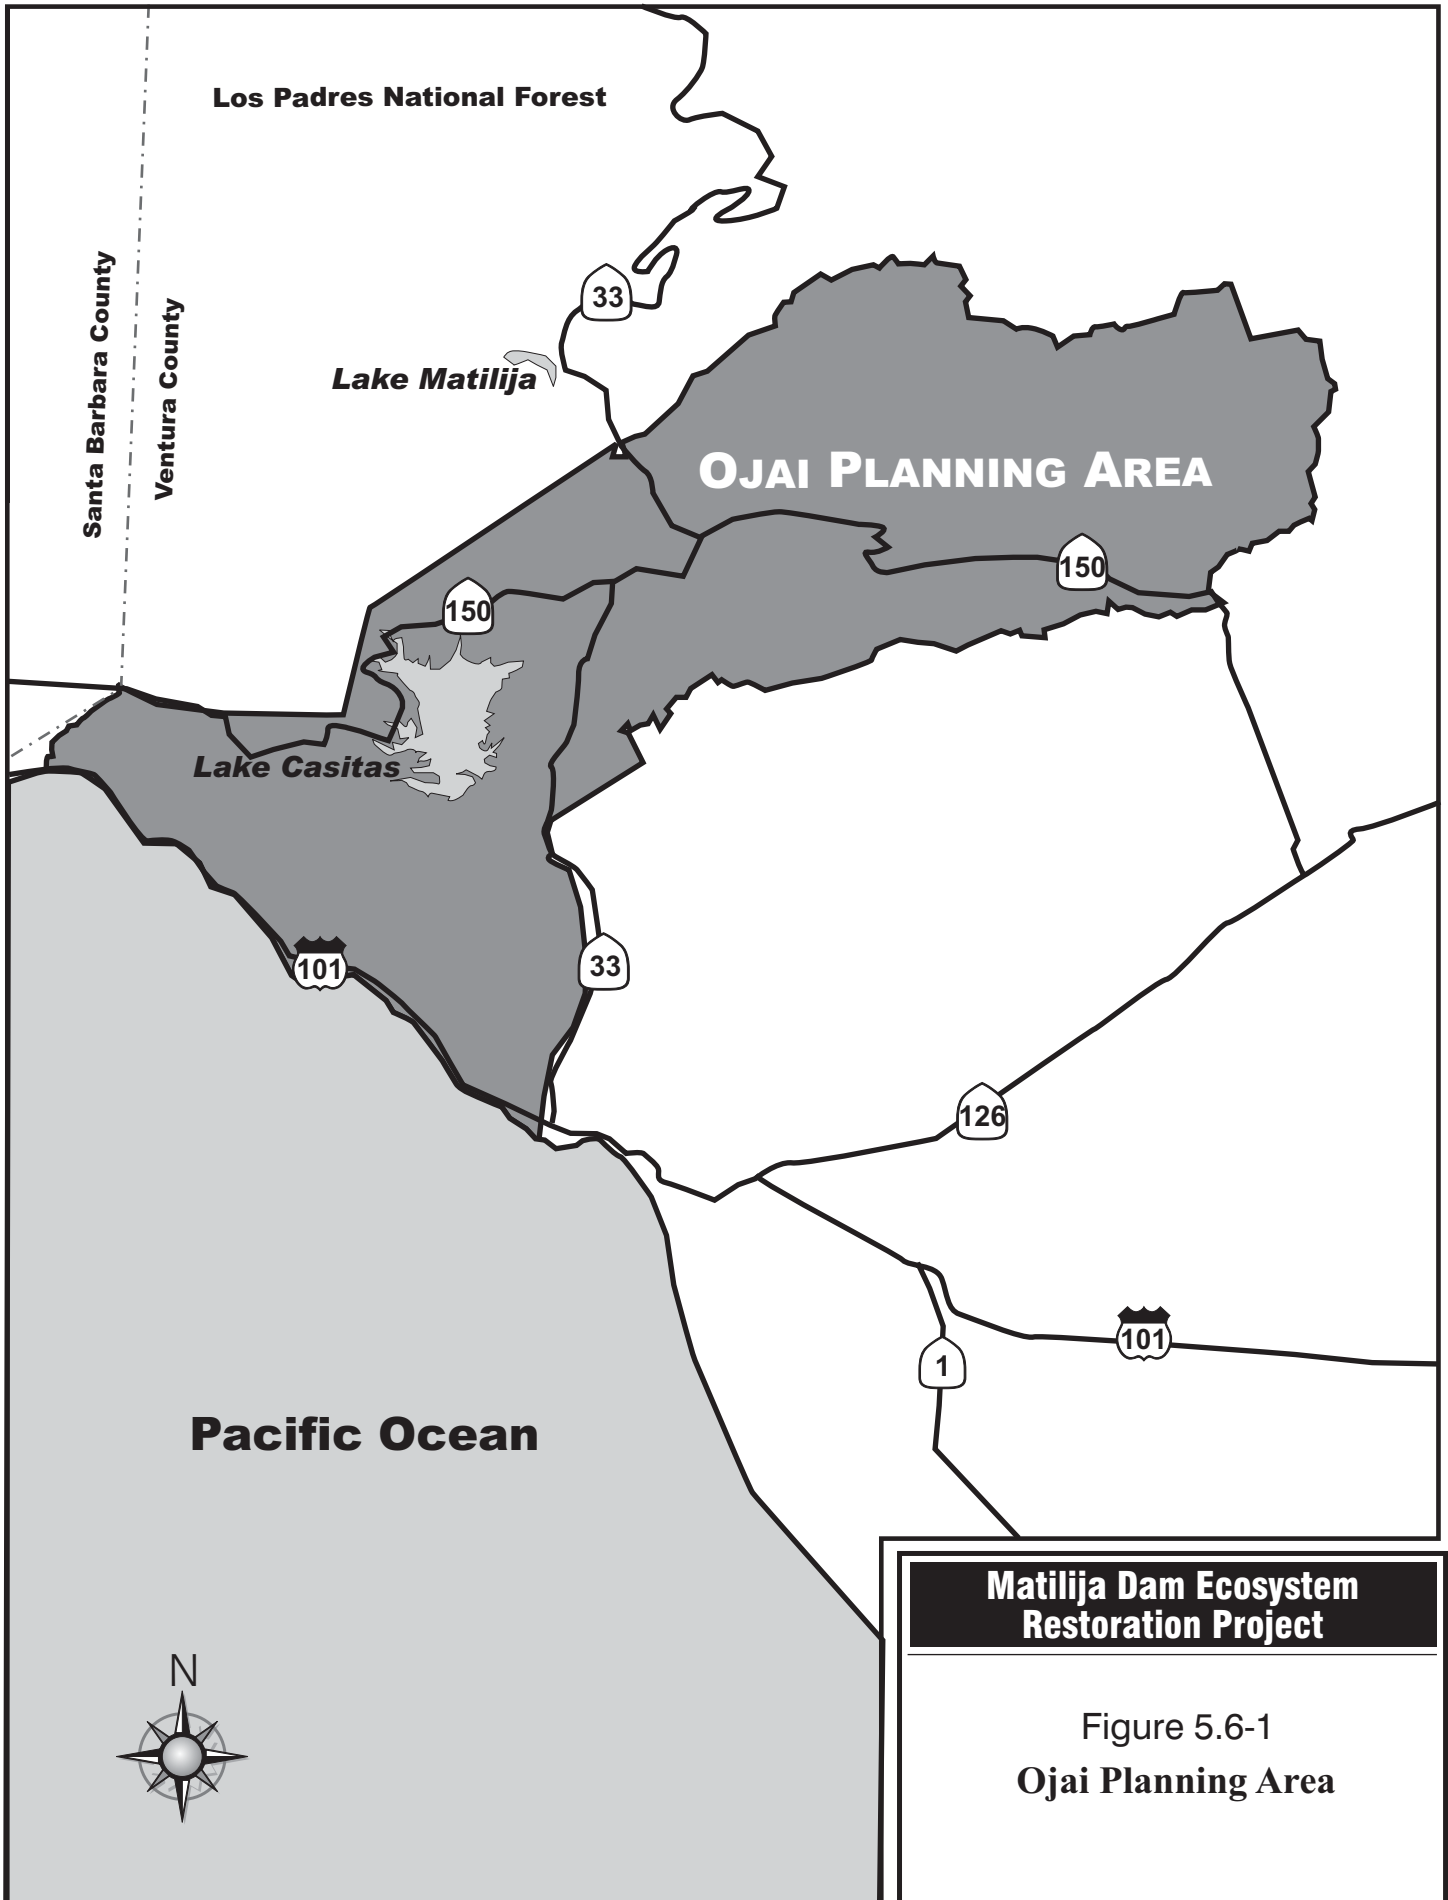 Los Padres National Forest
Santa Barbara County
Ventura County
33
Lake Matilija
OJAI PLANNING AREA
150
150
Lake Casitas
101
33
126
101
1
Pacific Ocean
N
Matilija Dam Ecosystem
Restoration Project
Figure 5.6-1
Ojai Planning Area